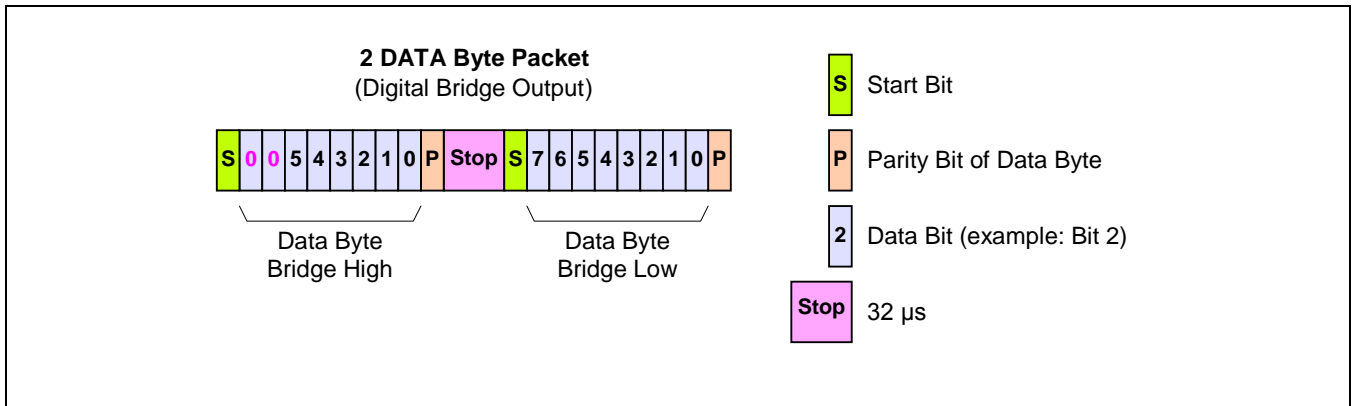 2 DATA Byte Packet
(Digital Bridge Output)
S 0 0 5 4 3 2 1 0 P Stop S 7 6 5 4 3 2 1 0 P
Data Byte
Bridge High
Data Byte
Bridge Low
S Start Bit
P Parity Bit of Data Byte
2 Data Bit (example: Bit 2)
Stop 32 µs